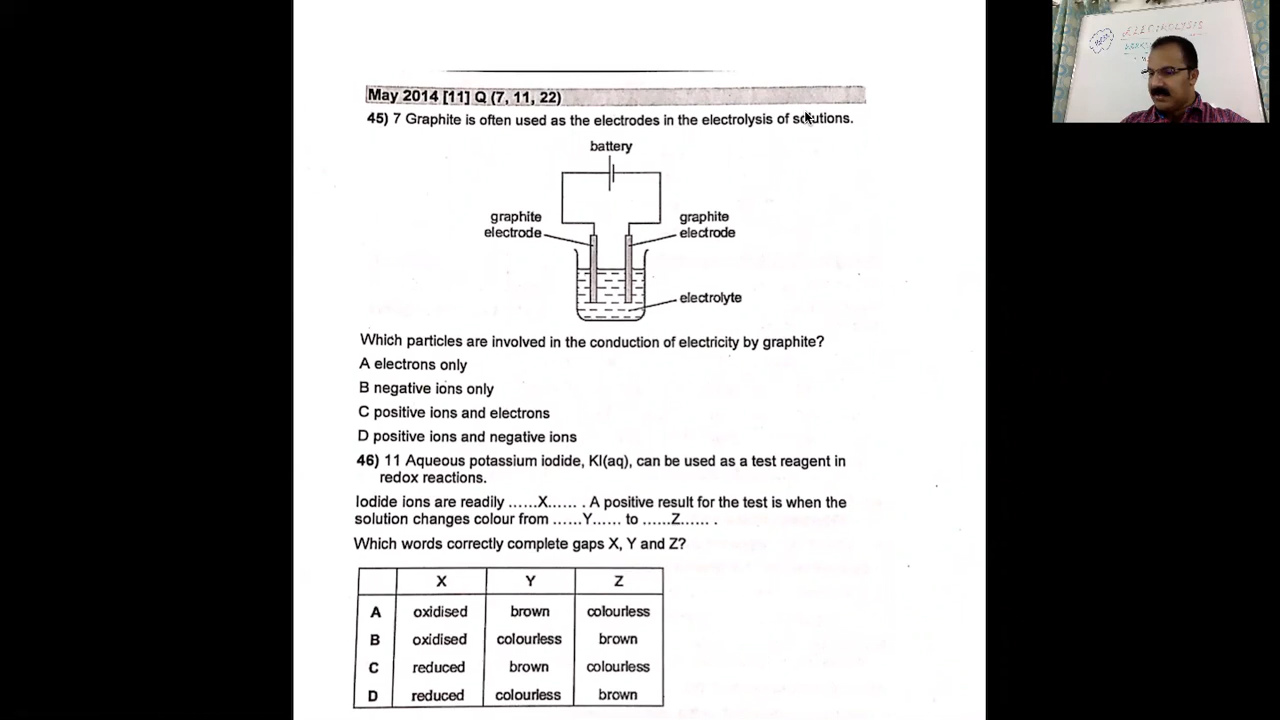 ELECTROLYSIS
May 2014 [11] Q (7, 11, 22)
45) 7 Graphite is often used as the electrodes in the electrolysis of solutions.
battery
graphite
electrode
graphite
electrode
electrolyte
Which particles are involved in the conduction of electricity by graphite?
A electrons only
B negative ions only
C positive ions and electrons
D positive ions and negative ions
46) 11 Aqueous potassium iodide, KI(aq), can be used as a test reagent in
redox reactions.
Iodide ions are readily ......X...... . A positive result for the test is when the
solution changes colour from ......Y...... to ......Z...... .
Which words correctly complete gaps X, Y and Z?
X Y Z
A oxidised brown colourless
B oxidised colourless brown
C reduced brown colourless
D reduced colourless brown